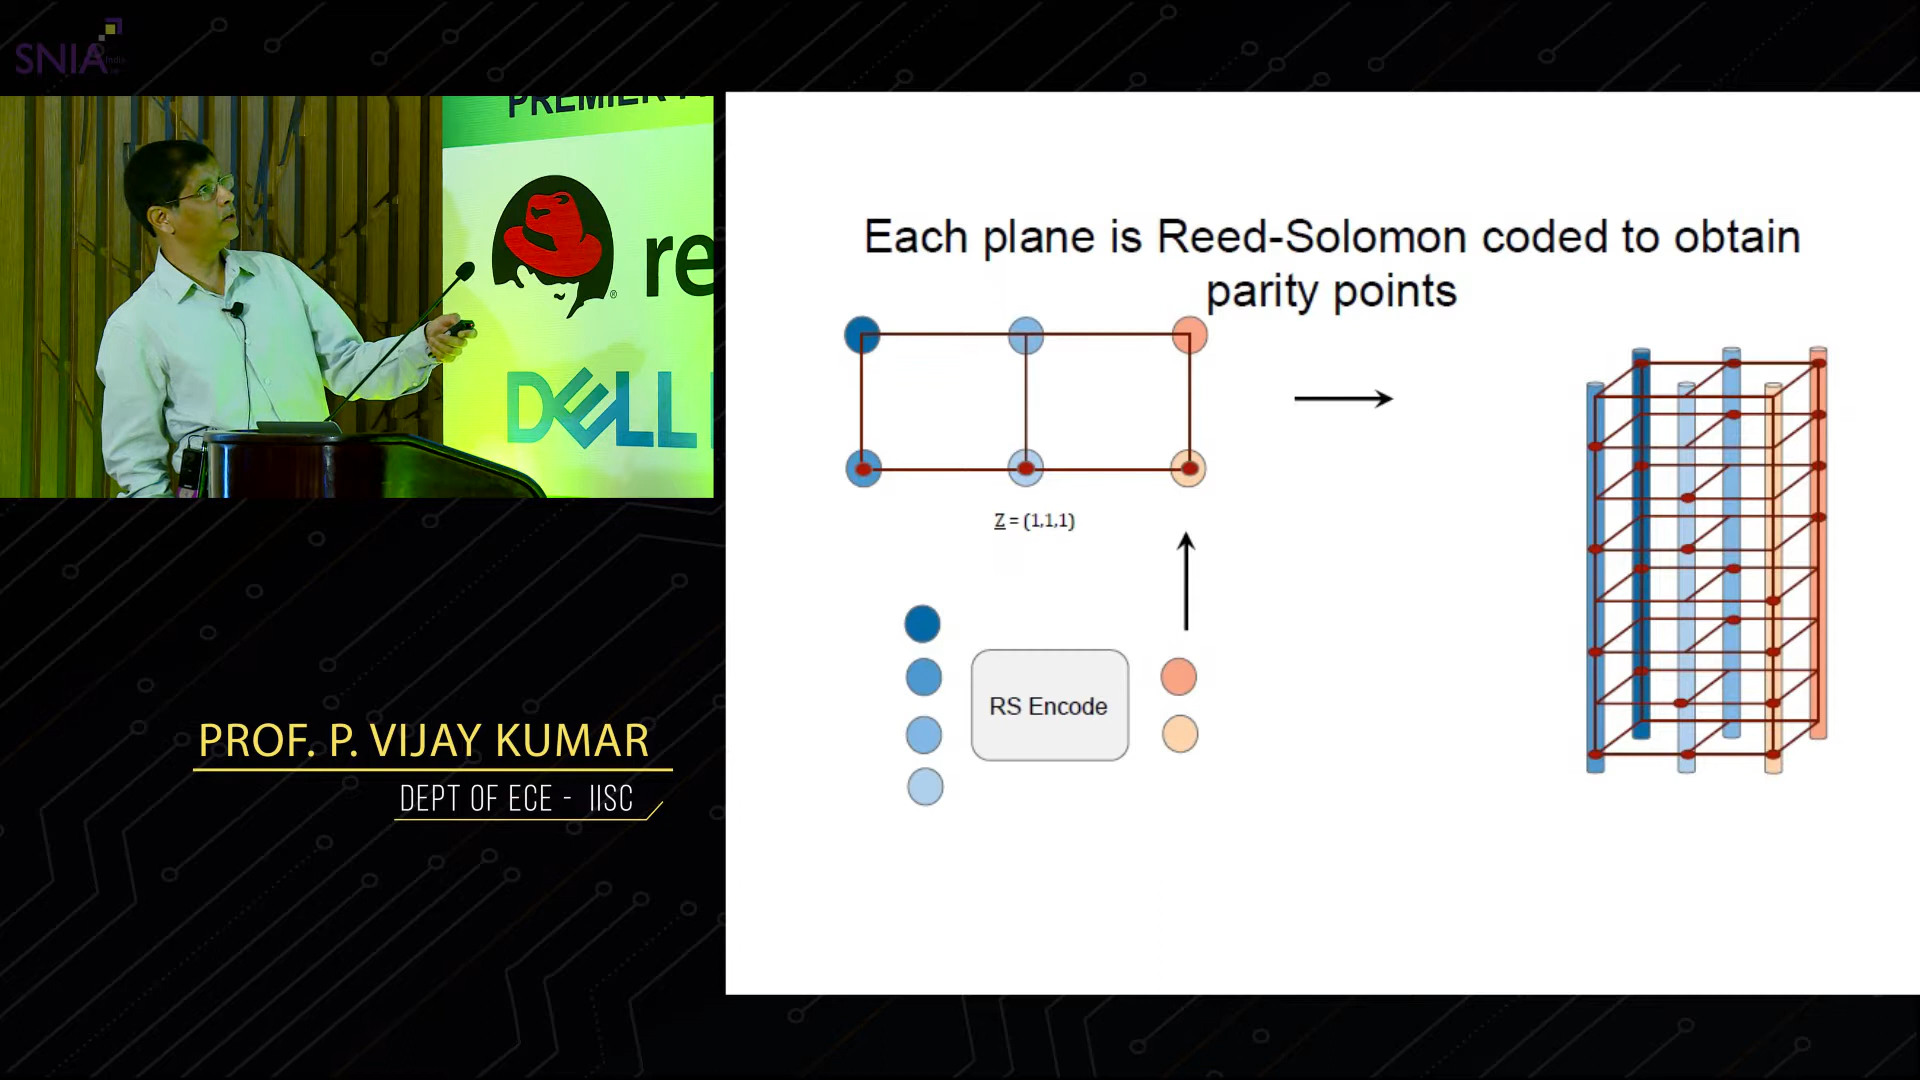 SNIA
India
PREMIER
re
DELL
Each plane is Reed-Solomon coded to obtain
parity points
Z = (1,1,1)
RS Encode
PROF. P. VIJAY KUMAR
DEPT OF ECE - IISC